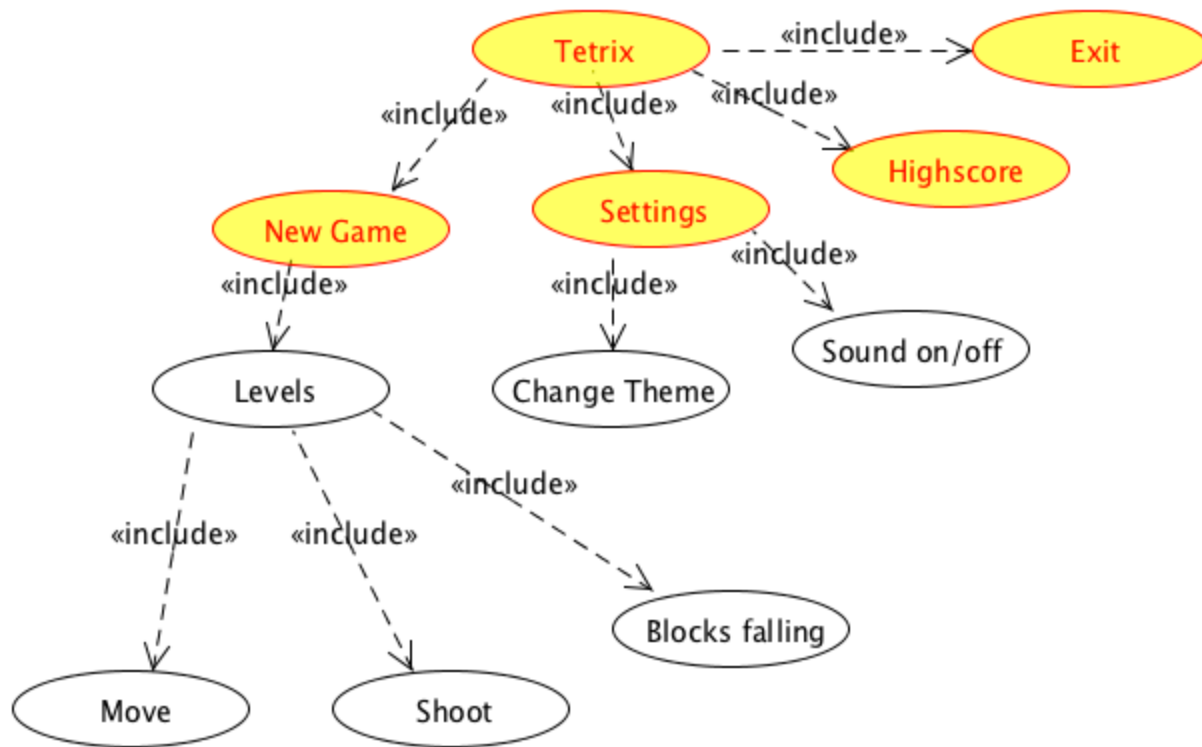 «include»
Tetrix
Exit
«include»
«include»
«include»
Highscore
Settings
New Game
«include»
«include»
«include»
Sound on/off
Levels
Change Theme
«include»
«include»
«include»
Blocks falling
Move
Shoot